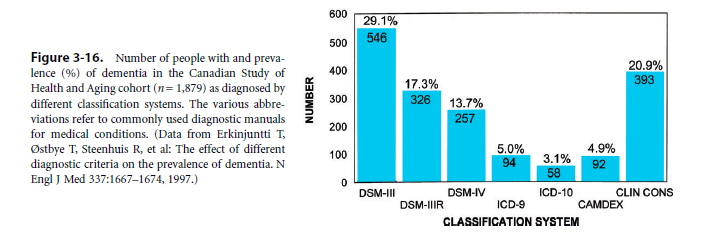 Figure 3-16. Number of people with and preva-
lence (%) of dementia in the Canadian Study of
Health and Aging cohort (n= 1,879) as diagnosed by
different classification systems. The various abbre-
viations refer to commonly used diagnostic manuals
for medical conditions. (Data from Erkinjuntti T,
Østbye T, Steenhuis R, et al: The effect of different
diagnostic criteria on the prevalence of dementia. N
Engl J Med 337:1667–1674, 1997.)
NUMBER
600
500
400
300
200
100
0
29.1%
546
17.3%
326
13.7%
257
5.0%
94
3.1%
58
4.9%
92
20.9%
393
DSM-III
DSM-IIIR
DSM-IV
ICD-9
ICD-10
CAMDEX
CLIN CONS
CLASSIFICATION SYSTEM